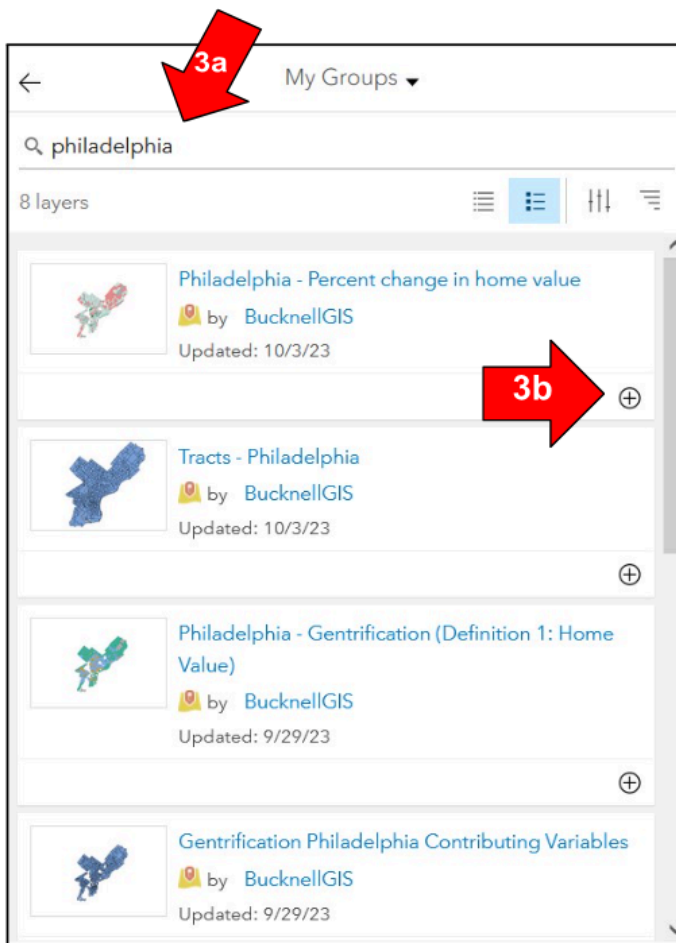 3a
My Groups
philadelphia
8 layers
Philadelphia - Percent change in home value
by BucknellGIS
Updated: 10/3/23
3b
Tracts - Philadelphia
by BucknellGIS
Updated: 10/3/23
Philadelphia - Gentrification (Definition 1: Home
Value)
by BucknellGIS
Updated: 9/29/23
Gentrification Philadelphia Contributing Variables
by BucknellGIS
Updated: 9/29/23